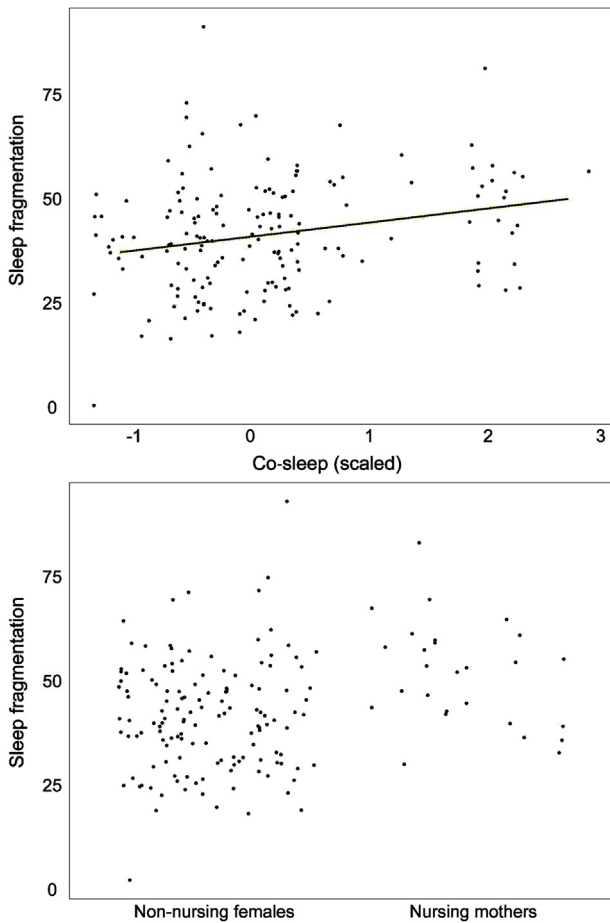 Sleep fragmentation
75
50
25
0
-1 0 1 2 3
Co-sleep (scaled)
Sleep fragmentation
75
50
25
0
Non-nursing females Nursing mothers